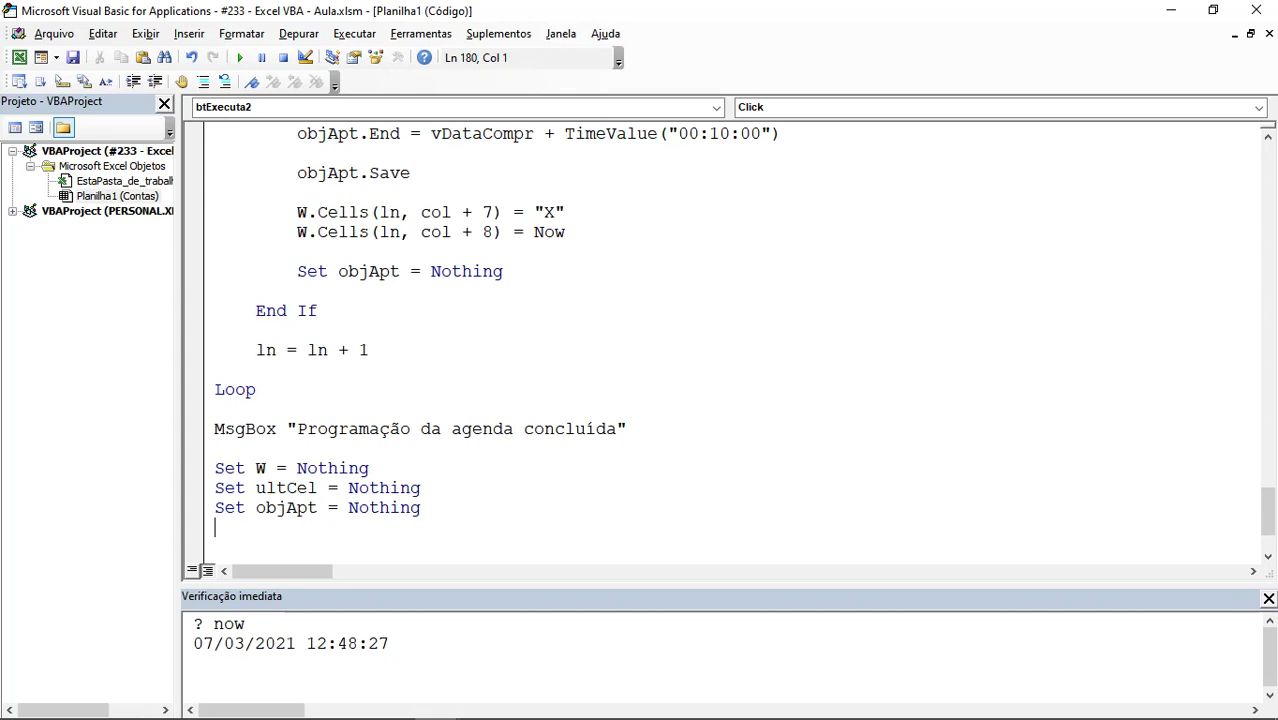 Microsoft Visual Basic for Applications - #233 - Excel VBA - Aula.xlsm - [Planilha1 (Código)]
Arquivo Editar Exibir Inserir Formatar Depurar Executar Ferramentas Suplementos Janela Ajuda
Ln 180, Col 1
Projeto - VBAProject
btExecuta2 Click
VBAProject (#233 - Excel
Microsoft Excel Objetos
EstaPasta_de_trabalh
Planilha1 (Contas)
VBAProject (PERSONAL.X
objApt.End = vDataCompr + TimeValue("00:10:00")
objApt.Save
W.Cells(ln, col + 7) = "X"
W.Cells(ln, col + 8) = Now
Set objApt = Nothing
End If
ln = ln + 1
Loop
MsgBox "Programação da agenda concluída"
Set W = Nothing
Set ultCel = Nothing
Set objApt = Nothing
Verificação imediata
? now
07/03/2021 12:48:27